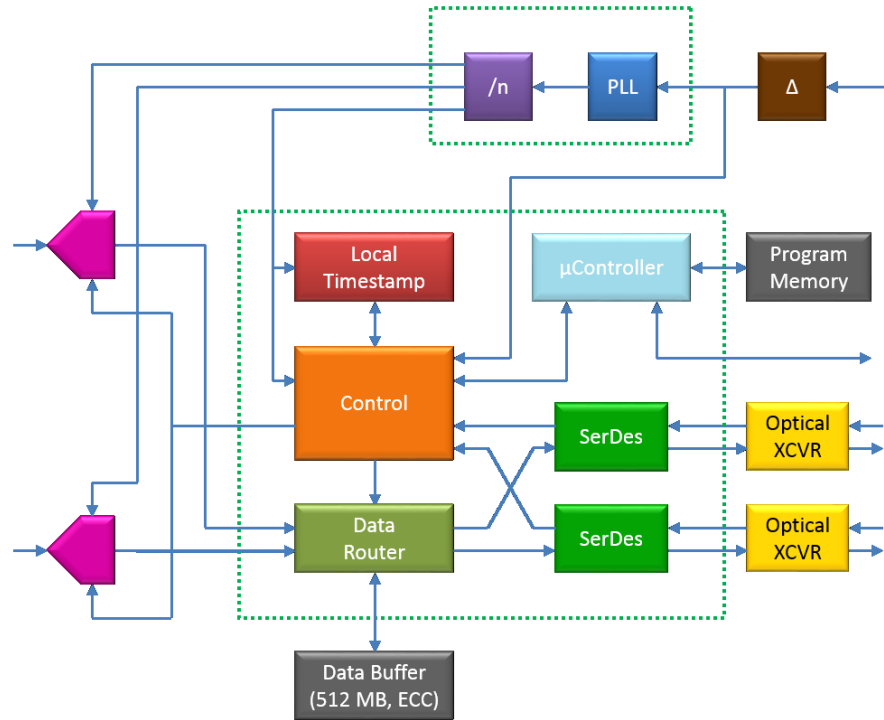 /n
PLL
Δ
Local
Timestamp
μController
Program
Memory
Control
SerDes
Optical
XCVR
Data
Router
SerDes
Optical
XCVR
Data Buffer
(512 MB, ECC)